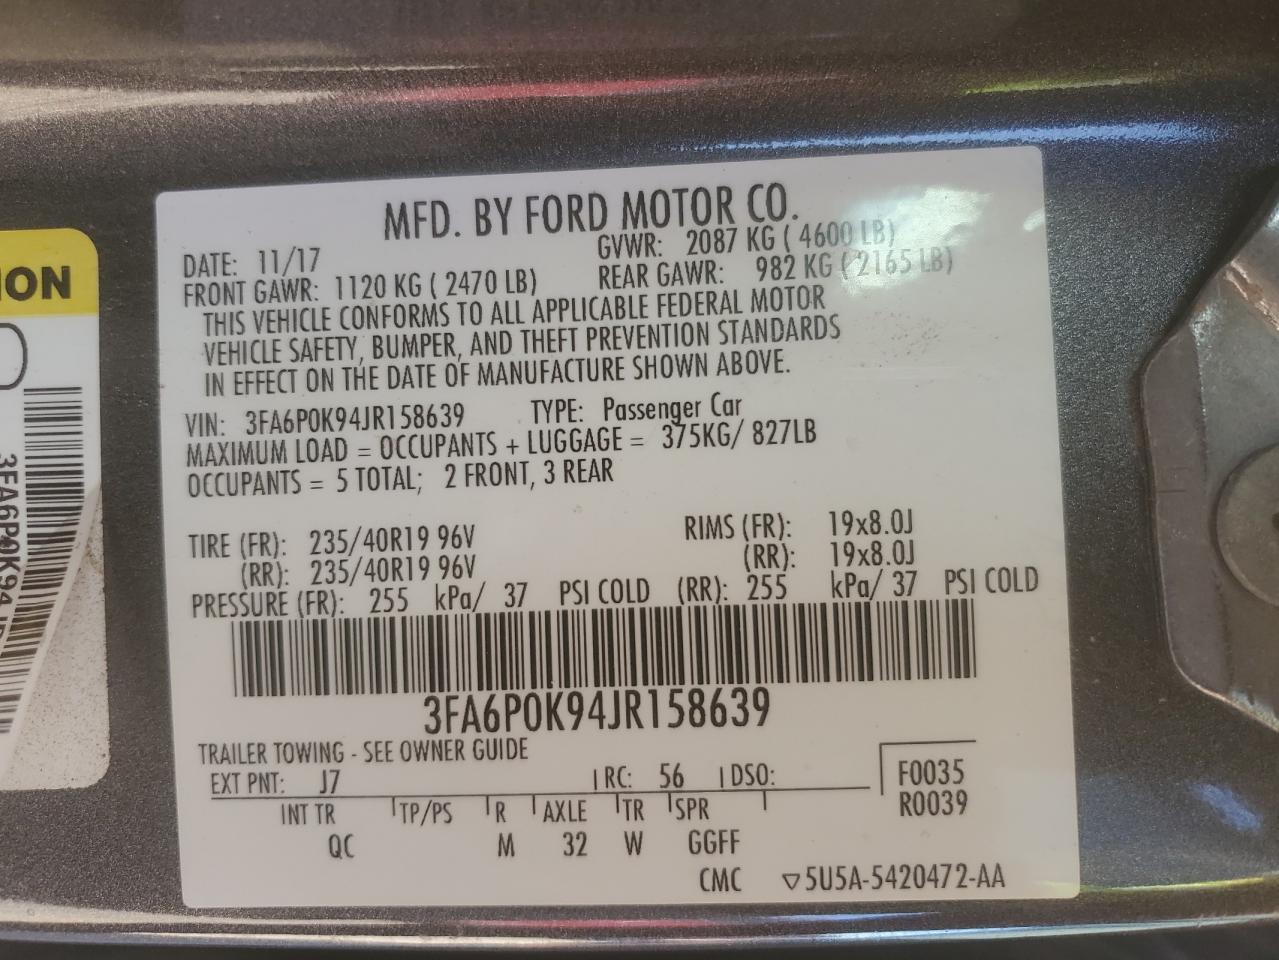 MFD. BY FORD MOTOR CO.
DATE: 11/17 GVWR: 2087 KG ( 4600 LB)
FRONT GAWR: 1120 KG ( 2470 LB) REAR GAWR: 982 KG ( 2165 LB)
THIS VEHICLE CONFORMS TO ALL APPLICABLE FEDERAL MOTOR
VEHICLE SAFETY, BUMPER, AND THEFT PREVENTION STANDARDS
IN EFFECT ON THE DATE OF MANUFACTURE SHOWN ABOVE.
VIN: 3FA6P0K94JR158639 TYPE: Passenger Car
MAXIMUM LOAD = OCCUPANTS + LUGGAGE = 375KG/ 827LB
OCCUPANTS = 5 TOTAL; 2 FRONT, 3 REAR
TIRE (FR): 235/40R19 96V RIMS (FR): 19x8.0J
(RR): 235/40R19 96V (RR): 19x8.0J
PRESSURE (FR): 255 kPa/ 37 PSI COLD (RR): 255 kPa/ 37 PSI COLD
3FA6P0K94JR158639
TRAILER TOWING - SEE OWNER GUIDE
EXT PNT: J7 RC: 56 DSO: F0035
INT TR TP/PS R AXLE TR SPR R0039
QC M 32 W GGFF
CMC ▽5U5A-5420472-AA
ION
3FA6P0K94JR